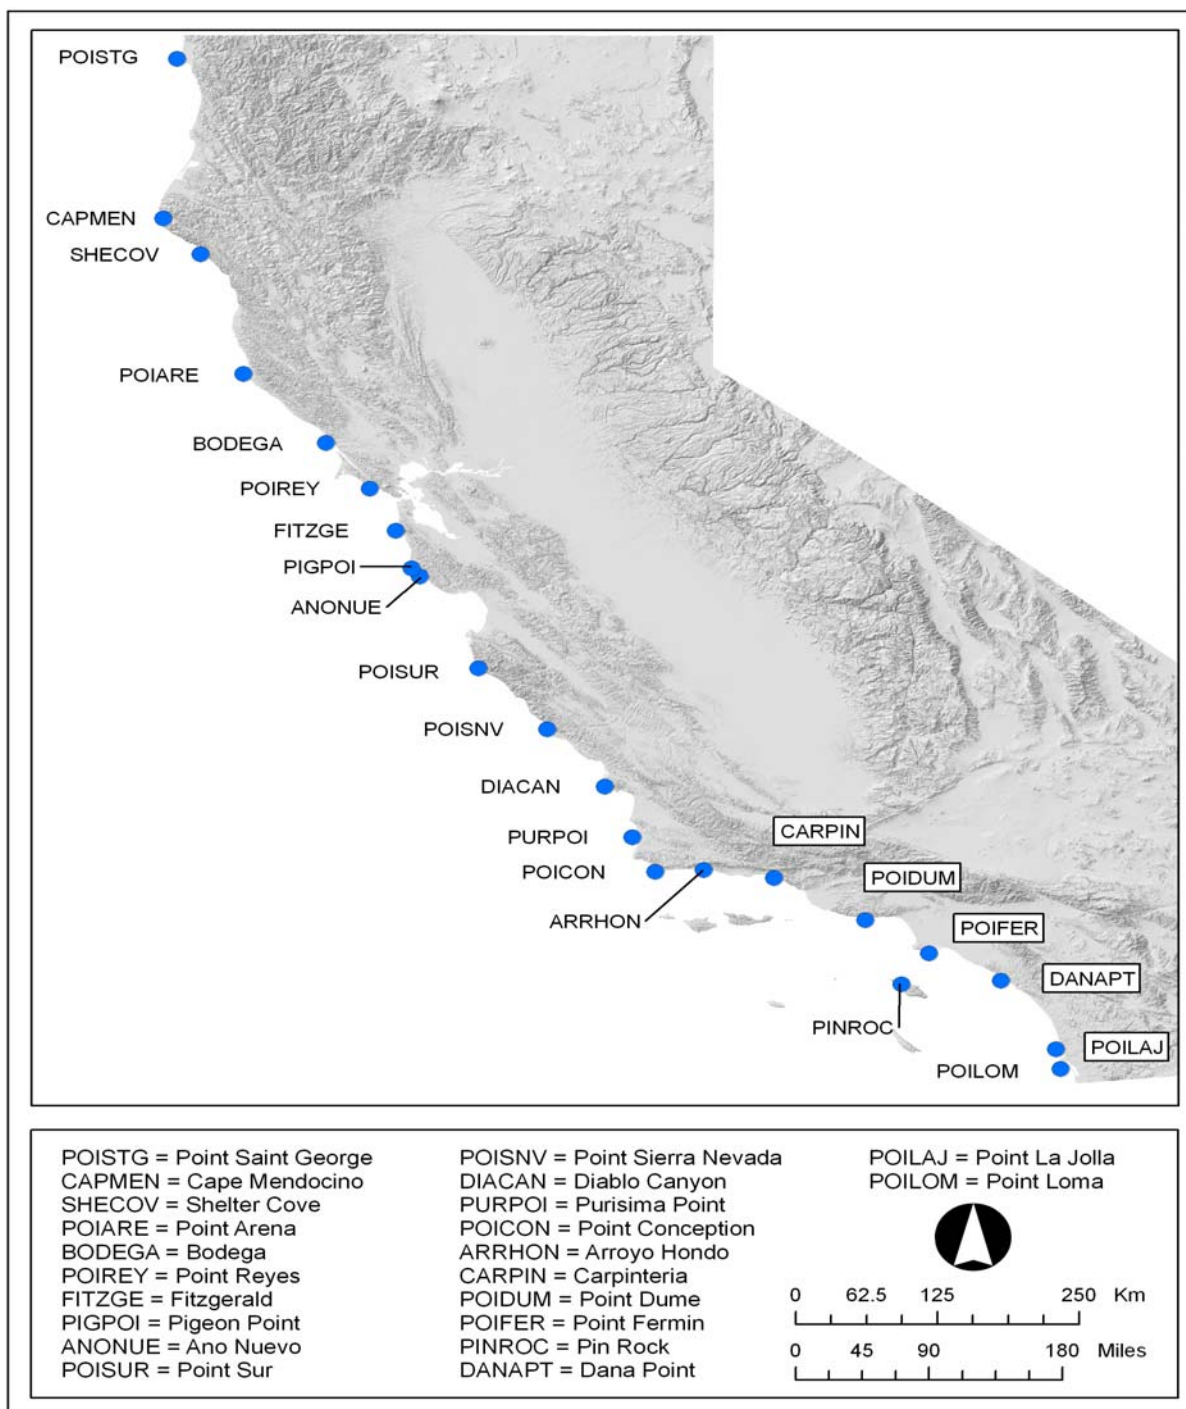 POISTG
CAPMEN
SHECOV
POIARE
BODEGA
POIREY
FITZGE
PIGPOI
ANONUE
POISUR
POISNV
DIACAN
PURPOI
CARPIN
POICON
POIDUM
ARRHON
POIFER
DANAPT
PINROC
POILAJ
POILOM
POISTG = Point Saint George
CAPMEN = Cape Mendocino
SHECOV = Shelter Cove
POIARE = Point Arena
BODEGA = Bodega
POIREY = Point Reyes
FITZGE = Fitzgerald
PIGPOI = Pigeon Point
ANONUE = Ano Nuevo
POISUR = Point Sur
POISNV = Point Sierra Nevada
DIACAN = Diablo Canyon
PURPOI = Purisima Point
POICON = Point Conception
ARRHON = Arroyo Hondo
CARPIN = Carpinteria
POIDUM = Point Dume
POIFER = Point Fermin
PINROC = Pin Rock
DANAPT = Dana Point
POILAJ = Point La Jolla
POILOM = Point Loma
0 62.5 125 250 Km
0 45 90 180 Miles